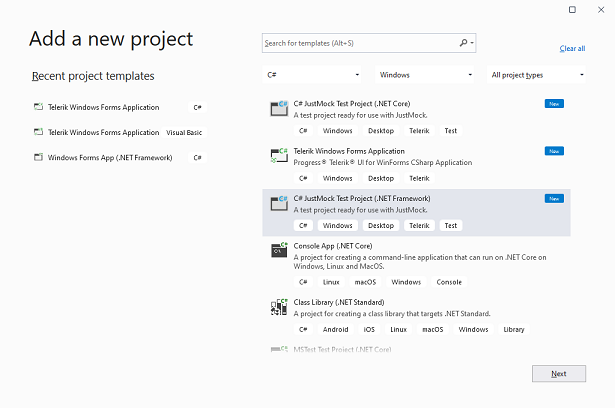 Add a new project
Search for templates (Alt+S)
Clear all
Recent project templates
C#
Windows
All project types
Telerik Windows Forms Application C#
Telerik Windows Forms Application Visual Basic
Windows Forms App (.NET Framework) C#
C# JustMock Test Project (.NET Core) New
A test project ready for use with JustMock.
C# Windows Desktop Telerik Test
Telerik Windows Forms Application New
Progress® Telerik® UI for WinForms CSharp Application
C# Windows Desktop Telerik
C# JustMock Test Project (.NET Framework) New
A test project ready for use with JustMock.
C# Windows Desktop Telerik Test
Console App (.NET Core)
A project for creating a command-line application that can run on .NET Core on
Windows, Linux and MacOS.
C# Linux macOS Windows Console
Class Library (.NET Standard)
A project for creating a class library that targets .NET Standard.
C# Android iOS Linux macOS Windows Library
MSTest Test Project (.NET Core)
Next